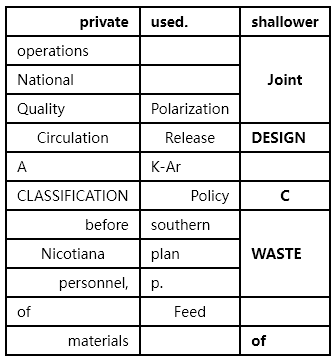 private used. shallower
operations
National Joint
Quality Polarization
Circulation Release DESIGN
A K-Ar
CLASSIFICATION Policy C
before southern
Nicotiana plan WASTE
personnel, p.
of Feed
materials of